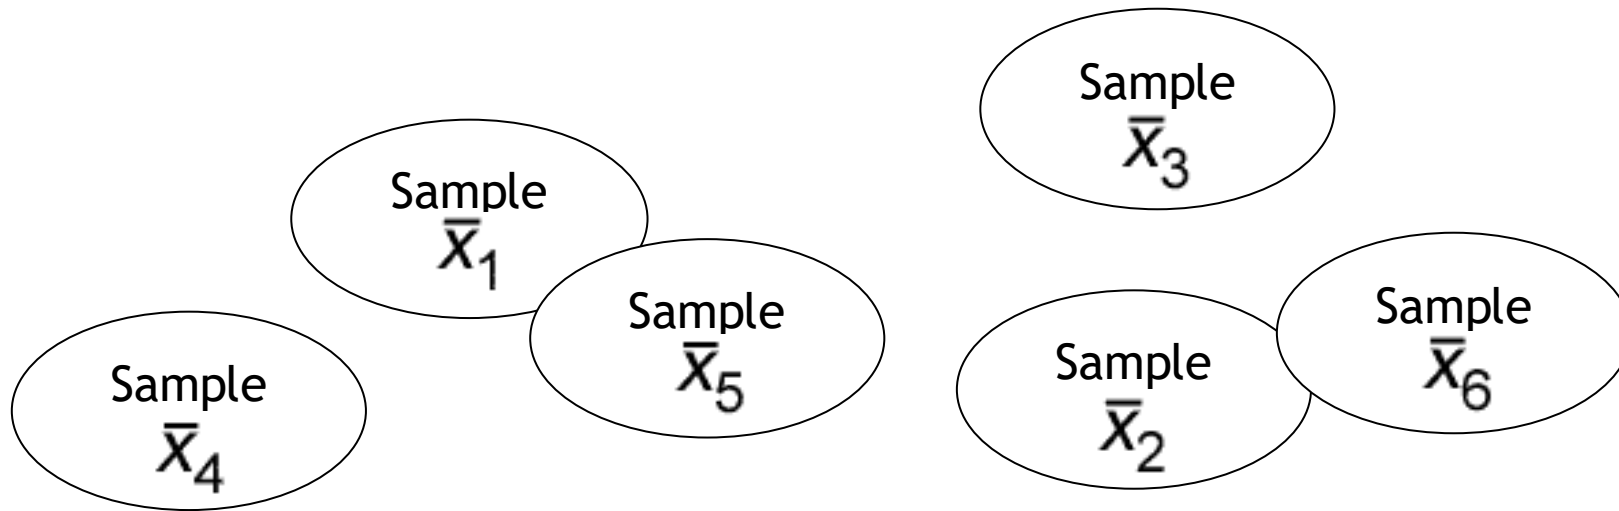 Sample
x̅₃
Sample
x̅₁
Sample
x̅₅
Sample
x̅₆
Sample
x̅₂
Sample
x̅₄